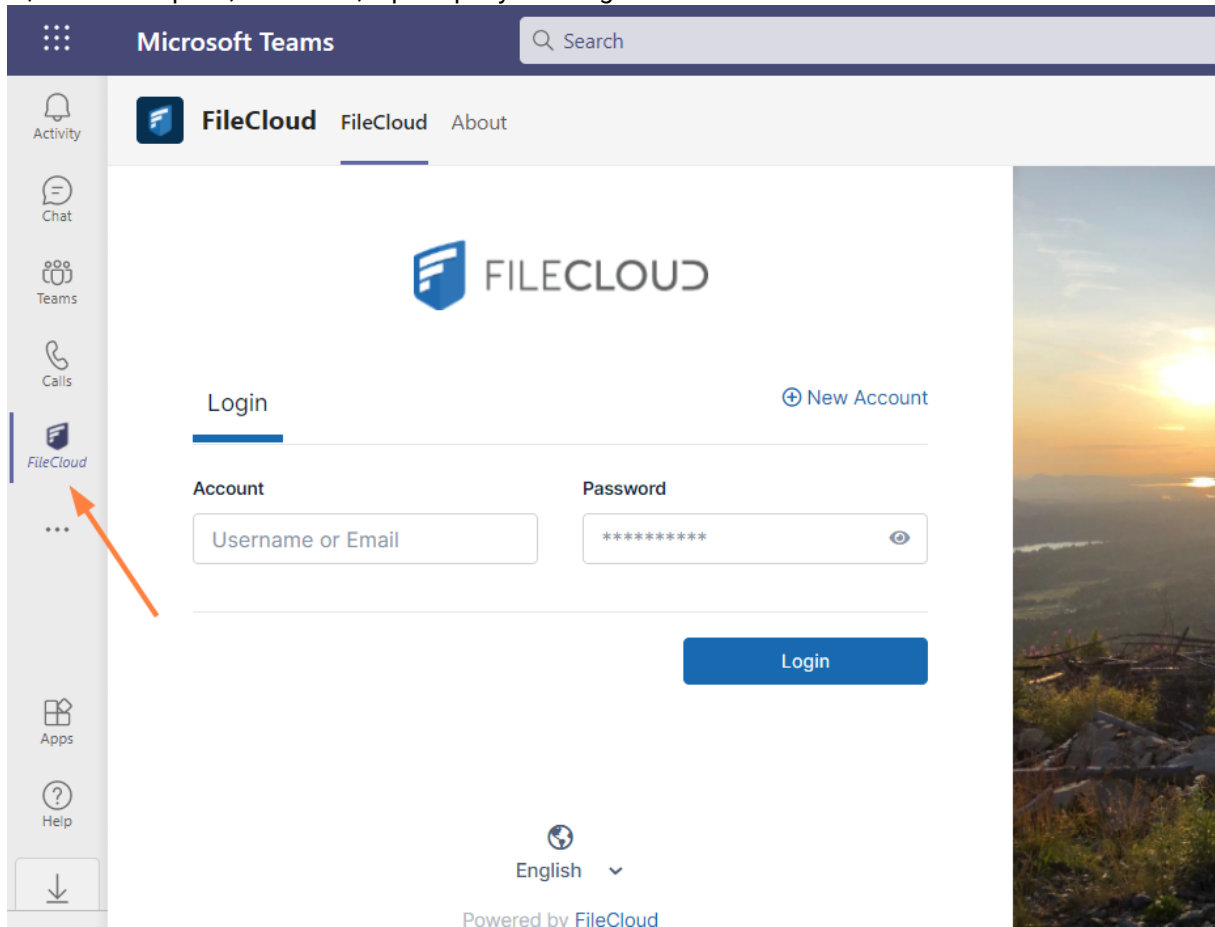 Microsoft Teams
Search
Activity
FileCloud FileCloud About
Chat
FILECLOUD
Teams
Calls
Login
New Account
FileCloud
Account
Password
Username or Email
**********
Login
Apps
Help
English
Powered by FileCloud